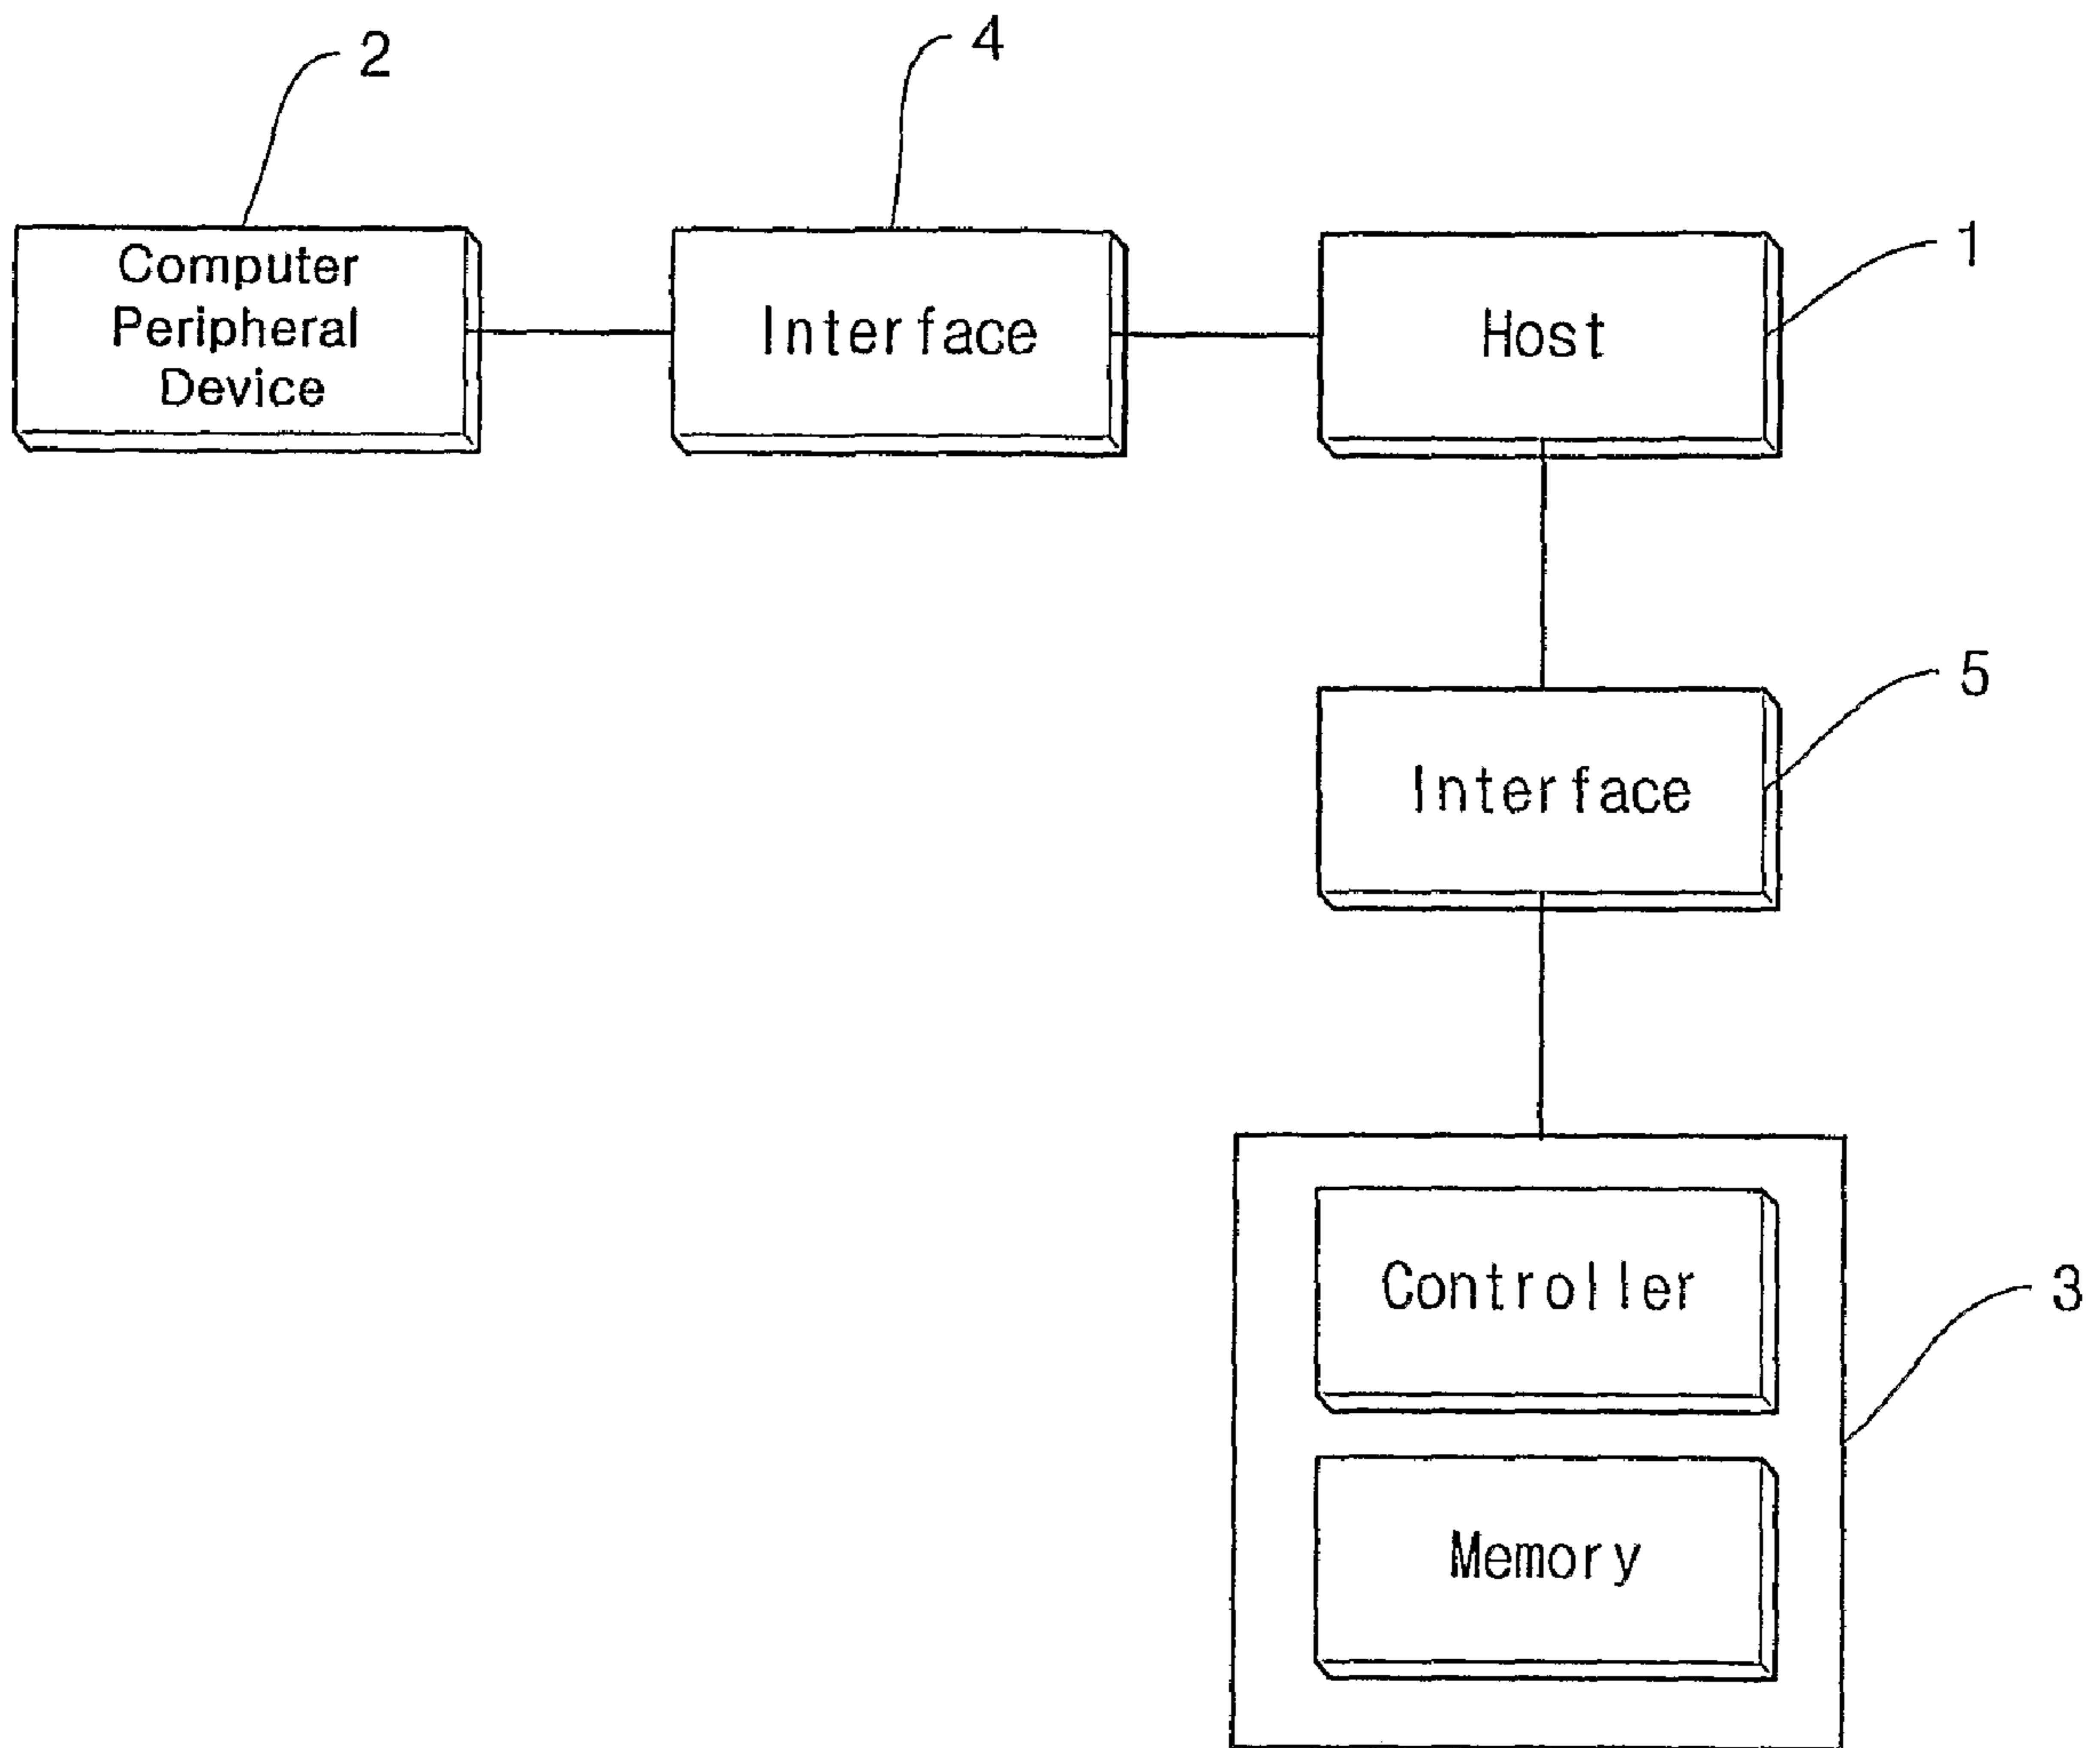 2
4
Computer
Peripheral
Device
Interface
Host
1
Interface
5
Controller
3
Memory